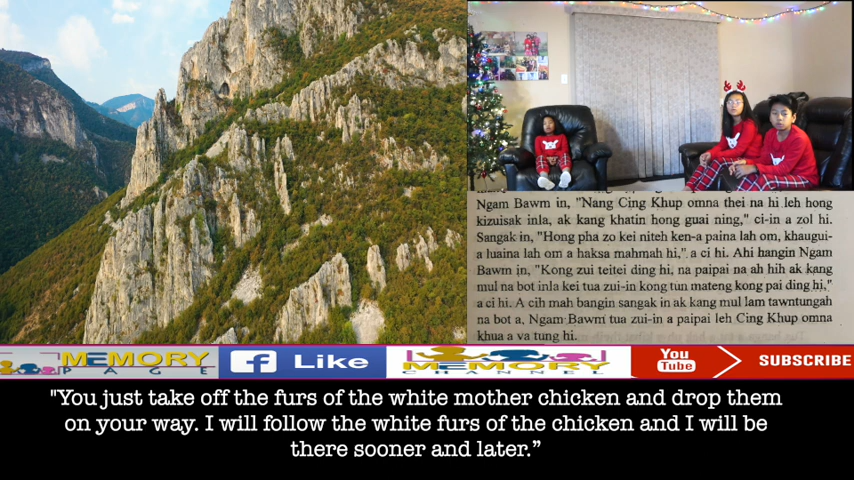 Ngam Bawm in, "Nang Cing Khup omna thei na hi leh hong
kizuisak inla, ak kang khatin hong guai ning," ci-in a zol hi.
Sangak in, "Hong pha zo kei niteh ken-a paina lah om, khaugui-
a luaina lah om a haksa mahmah hi," a ci hi. Ahi hangin Ngam
Bawm in, "Kong zui teitei ding hi, na paipai na ah hih ak kang
mul na bot inla kei tua zui-in kong tun mateng kong pai ding hi,"
a ci hi. A cih mah bangin sangak in ak kang mul lam tawntungah
na bot a, Ngam Bawm tua zui-in a paipai leh Cing Khup omna
khua a va tung hi.
MEMORY
PAGE
f Like
MEMORY
CHANNEL
You
Tube
SUBSCRIBE
"You just take off the furs of the white mother chicken and drop them
on your way. I will follow the white furs of the chicken and I will be
there sooner and later.”